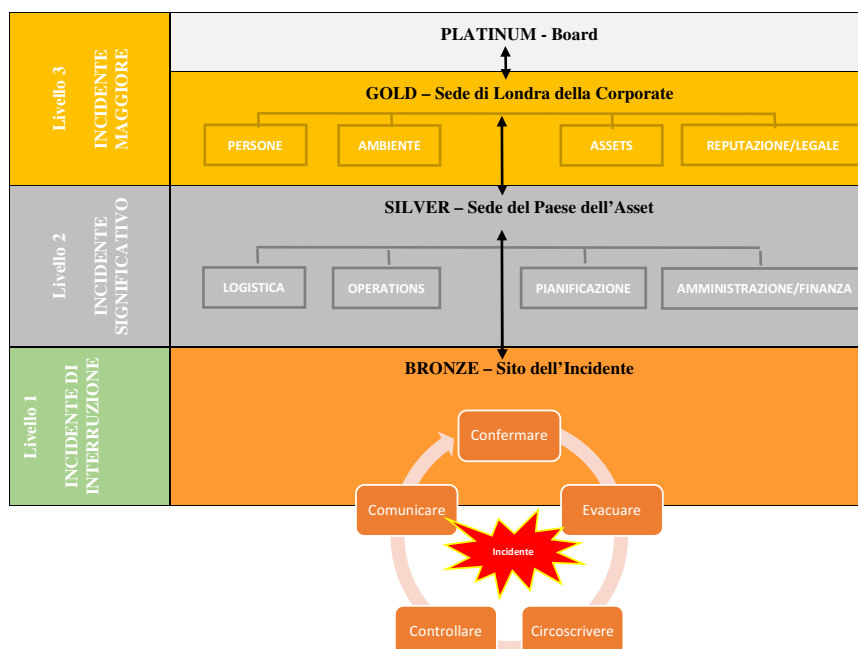 PLATINUM - Board
Livello 3
INCIDENTE
MAGGIORE
GOLD – Sede di Londra della Corporate
PERSONE
AMBIENTE
ASSETS
REPUTAZIONE/LEGALE
Livello 2
INCIDENTE
SIGNIFICATIVO
SILVER – Sede del Paese dell’Asset
LOGISTICA
OPERATIONS
PIANIFICAZIONE
AMMINISTRAZIONE/FINANZA
Livello 1
INCIDENTE DI
INTERRUZIONE
BRONZE – Sito dell’Incidente
Confermare
Comunicare
Evacuare
Incidente
Controllare
Circoscrivere